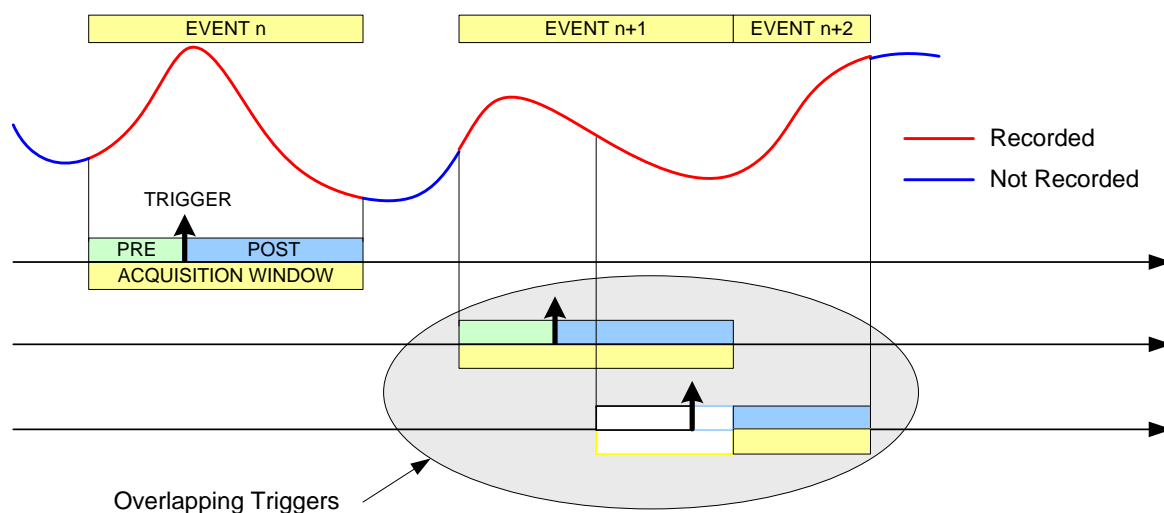 EVENT n
EVENT n+1
EVENT n+2
Recorded
Not Recorded
TRIGGER
PRE
POST
ACQUISITION WINDOW
Overlapping Triggers